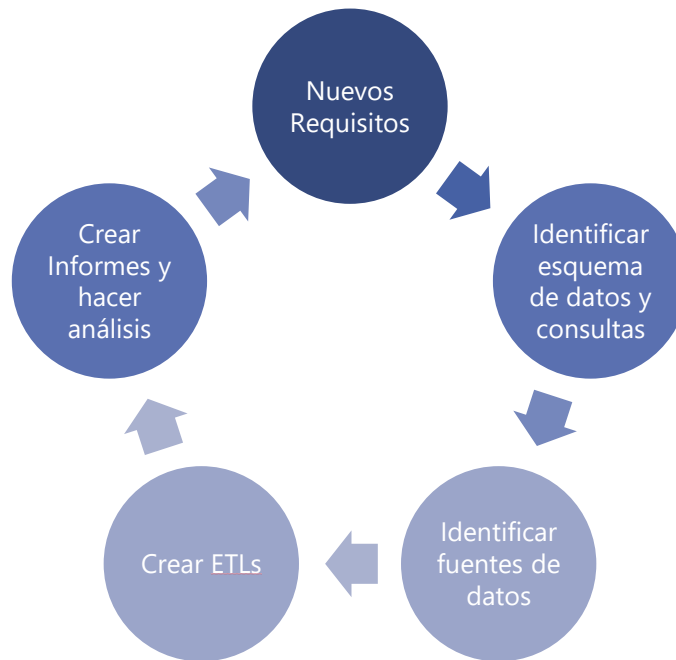 Nuevos
Requisitos
Identificar
esquema
de datos y
consultas
Identificar
fuentes de
datos
Crear ETLs
Crear
Informes y
hacer
análisis